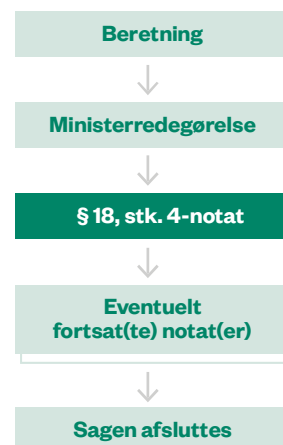 Beretning
Ministerredegørelse
§ 18, stk. 4-notat
Eventuelt
fortsat(te) notat(er)
Sagen afsluttes